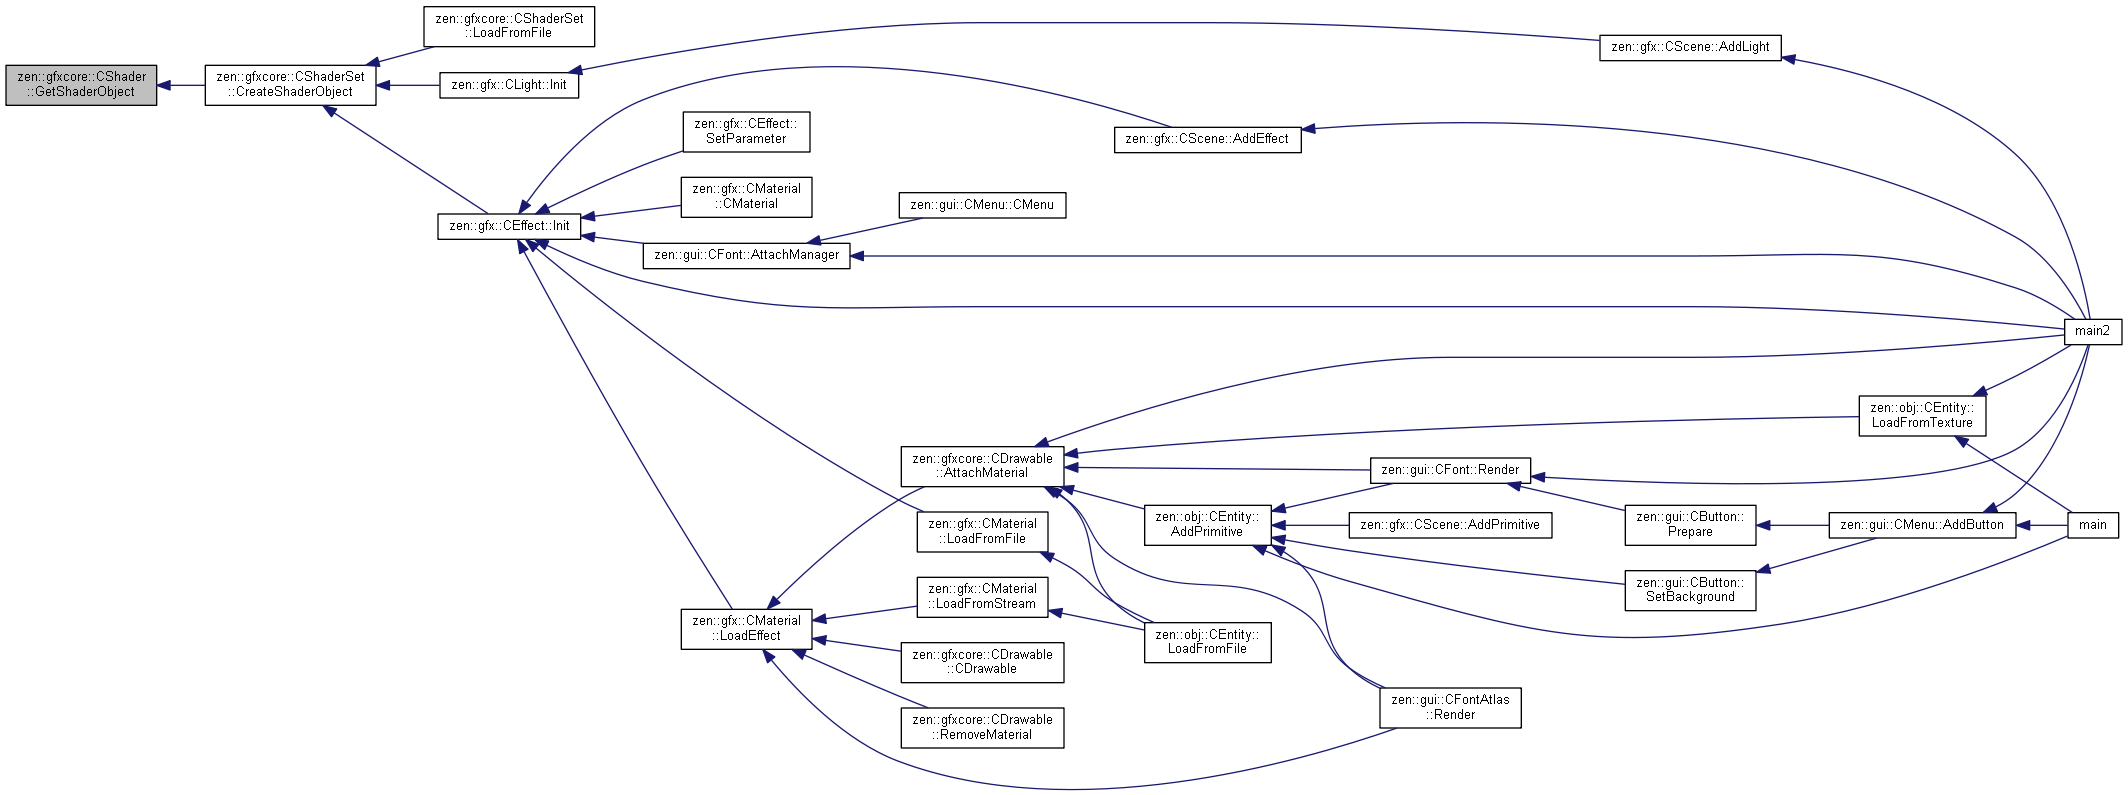 zen::gfxcore::CShader
::GetShaderObject
zen::gfxcore::CShaderSet
::CreateShaderObject
zen::gfxcore::CShaderSet
::LoadFromFile
zen::gfx::CLight::Init
zen::gfx::CEffect::Init
zen::gfx::CEffect::
SetParameter
zen::gfx::CMaterial
::CMaterial
zen::gui::CFont::AttachManager
zen::gfx::CMaterial
::LoadEffect
zen::gui::CMenu::CMenu
zen::gfxcore::CDrawable
::AttachMaterial
zen::gfx::CMaterial
::LoadFromFile
zen::gfx::CMaterial
::LoadFromStream
zen::gfxcore::CDrawable
::CDrawable
zen::gfxcore::CDrawable
::RemoveMaterial
zen::gfx::CScene::AddEffect
zen::obj::CEntity::
AddPrimitive
zen::obj::CEntity::
LoadFromFile
zen::gui::CFont::Render
zen::gfx::CScene::AddPrimitive
zen::gui::CFontAtlas
::Render
zen::gfx::CScene::AddLight
zen::gui::CButton::
Prepare
zen::gui::CButton::
SetBackground
zen::obj::CEntity::
LoadFromTexture
zen::gui::CMenu::AddButton
main2
main